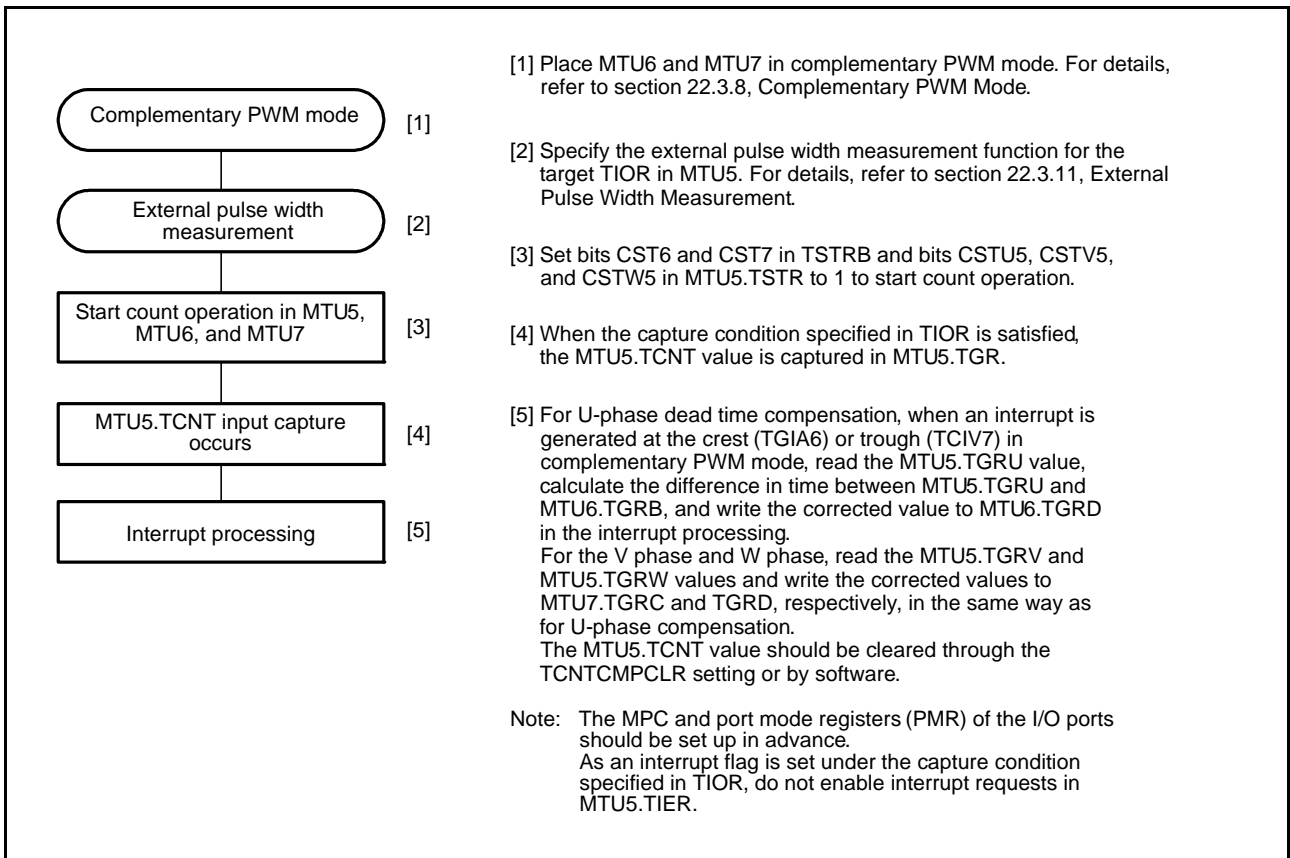 Complementary PWM mode
[1]
External pulse width
measurement
[2]
Start count operation in MTU5,
MTU6, and MTU7
[3]
MTU5.TCNT input capture
occurs
[4]
Interrupt processing
[5]
[1] Place MTU6 and MTU7 in complementary PWM mode. For details,
refer to section 22.3.8, Complementary PWM Mode.
[2] Specify the external pulse width measurement function for the
target TIOR in MTU5. For details, refer to section 22.3.11, External
Pulse Width Measurement.
[3] Set bits CST6 and CST7 in TSTRB and bits CSTU5, CSTV5,
and CSTW5 in MTU5.TSTR to 1 to start count operation.
[4] When the capture condition specified in TIOR is satisfied,
the MTU5.TCNT value is captured in MTU5.TGR.
[5] For U-phase dead time compensation, when an interrupt is
generated at the crest (TGIA6) or trough (TCIV7) in
complementary PWM mode, read the MTU5.TGRU value,
calculate the difference in time between MTU5.TGRU and
MTU6.TGRB, and write the corrected value to MTU6.TGRD
in the interrupt processing.
For the V phase and W phase, read the MTU5.TGRV and
MTU5.TGRW values and write the corrected values to
MTU7.TGRC and TGRD, respectively, in the same way as
for U-phase compensation.
The MTU5.TCNT value should be cleared through the
TCNTCMPCLR setting or by software.
Note: The MPC and port mode registers (PMR) of the I/O ports
should be set up in advance.
As an interrupt flag is set under the capture condition
specified in TIOR, do not enable interrupt requests in
MTU5.TIER.